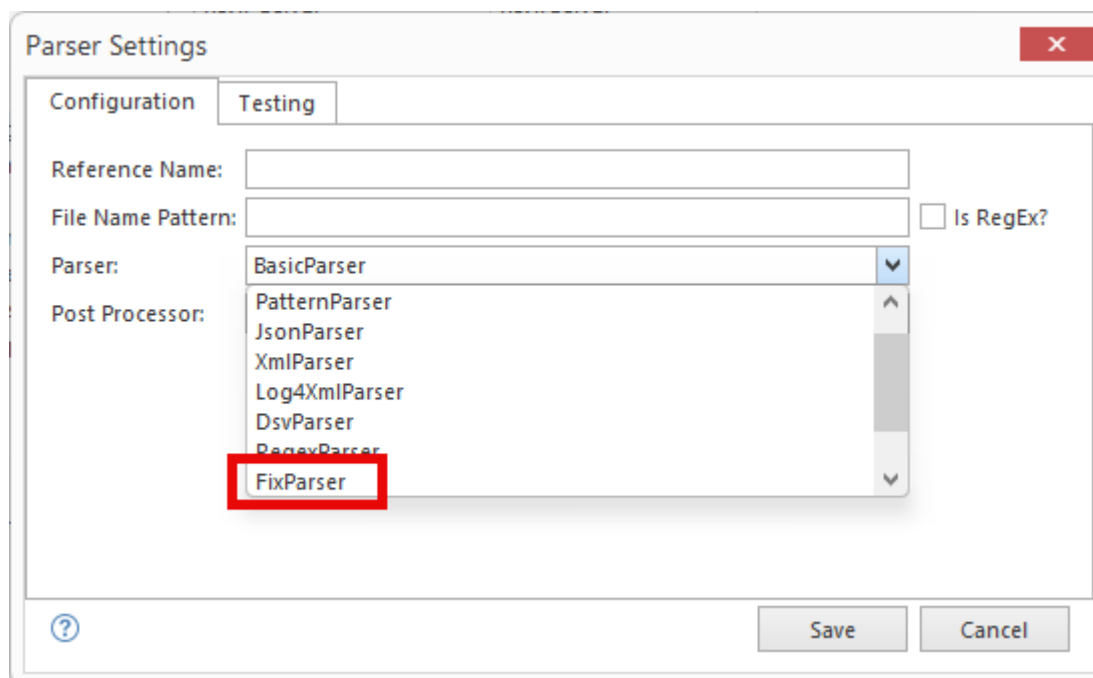 Parser Settings
Configuration
Testing
Reference Name:
File Name Pattern:
Is RegEx?
Parser:
BasicParser
Post Processor:
PatternParser
JsonParser
XmlParser
Log4XmlParser
DsvParser
RegexParser
FixParser
Save
Cancel